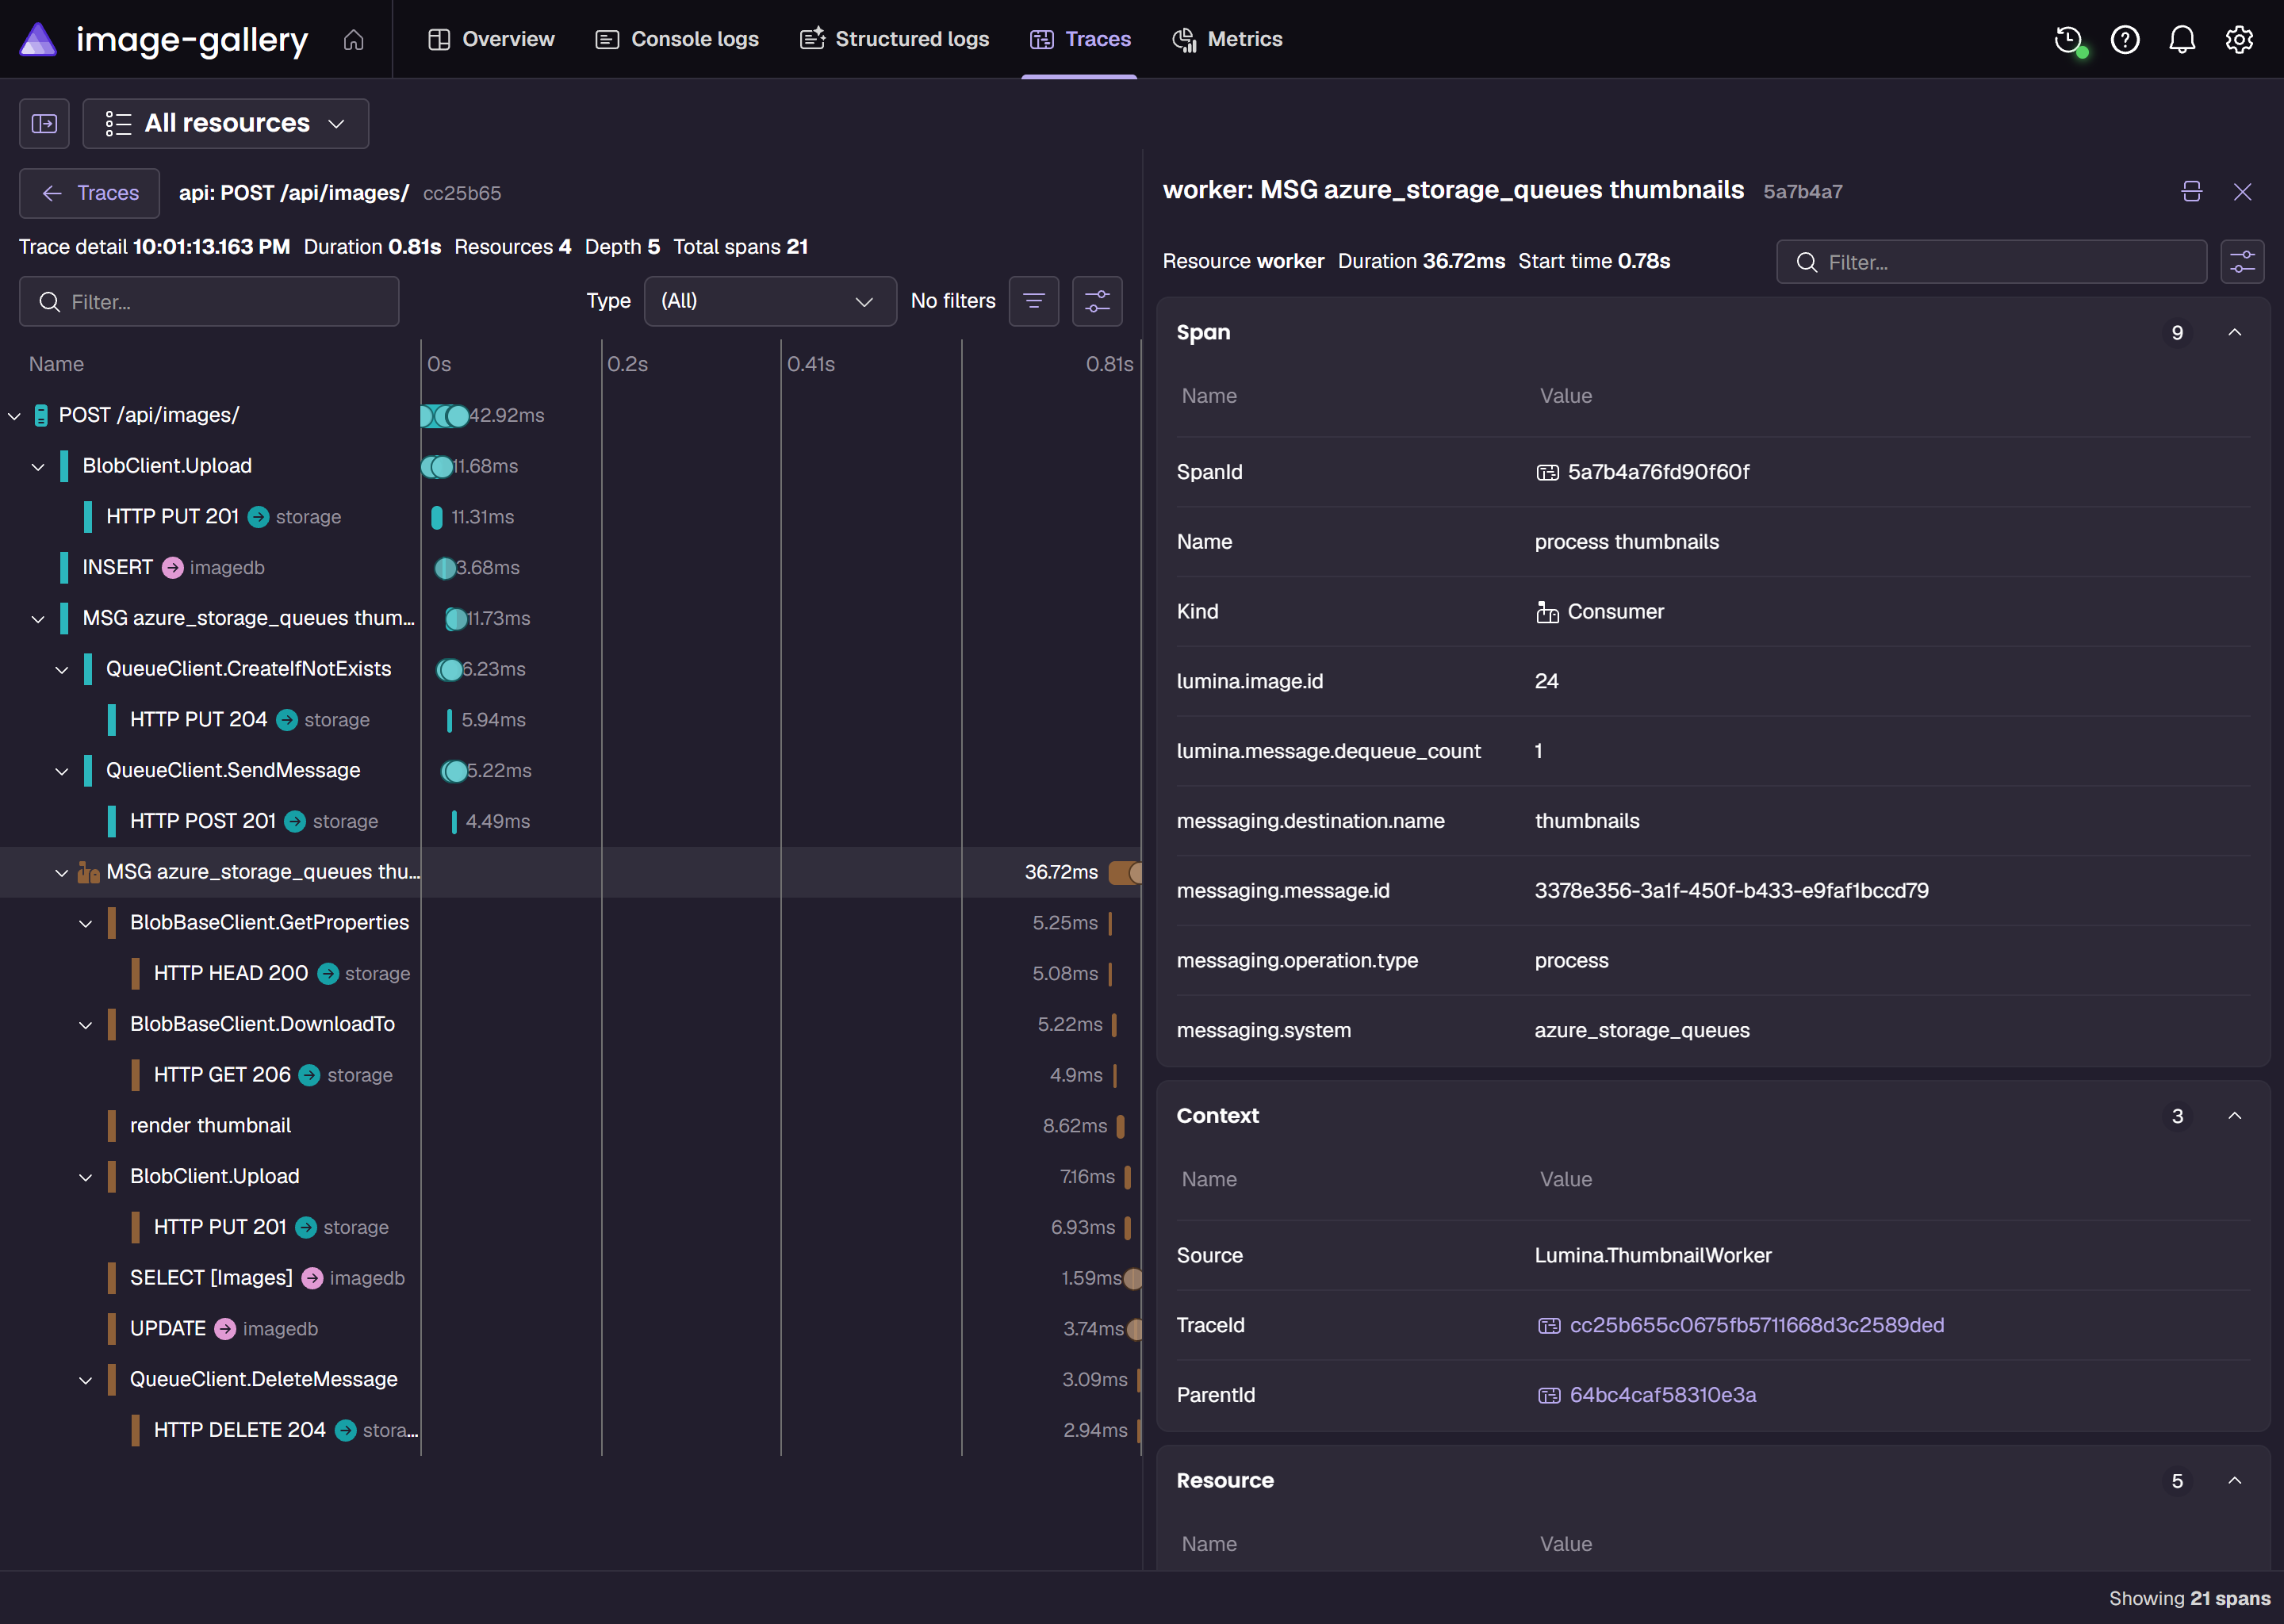 image-gallery
Overview
Console logs
Structured logs
Traces
Metrics
All resources
Traces
api: POST /api/images/ cc25b65
Trace detail 10:01:13.163 PM Duration 0.81s Resources 4 Depth 5 Total spans 21
Filter...
Type
(All)
No filters
Name
0s
0.2s
0.41s
0.81s
POST /api/images/
42.92ms
BlobClient.Upload
11.68ms
HTTP PUT 201 storage
11.31ms
INSERT imagedb
3.68ms
MSG azure_storage_queues thum...
11.73ms
QueueClient.CreateIfNotExists
6.23ms
HTTP PUT 204 storage
5.94ms
QueueClient.SendMessage
5.22ms
HTTP POST 201 storage
4.49ms
MSG azure_storage_queues thu...
36.72ms
BlobBaseClient.GetProperties
5.25ms
HTTP HEAD 200 storage
5.08ms
BlobBaseClient.DownloadTo
5.22ms
HTTP GET 206 storage
4.9ms
render thumbnail
8.62ms
BlobClient.Upload
7.16ms
HTTP PUT 201 storage
6.93ms
SELECT [Images] imagedb
1.59ms
UPDATE imagedb
3.74ms
QueueClient.DeleteMessage
3.09ms
HTTP DELETE 204 stora...
2.94ms
worker: MSG azure_storage_queues thumbnails 5a7b4a7
Resource worker Duration 36.72ms Start time 0.78s
Filter...
Span
9
Name Value
SpanId 5a7b4a76fd90f60f
Name process thumbnails
Kind Consumer
lumina.image.id 24
lumina.message.dequeue_count 1
messaging.destination.name thumbnails
messaging.message.id 3378e356-3a1f-450f-b433-e9faf1bccd79
messaging.operation.type process
messaging.system azure_storage_queues
Context
3
Name Value
Source Lumina.ThumbnailWorker
TraceId cc25b655c0675fb5711668d3c2589ded
ParentId 64bc4caf58310e3a
Resource
5
Name Value
Showing 21 spans